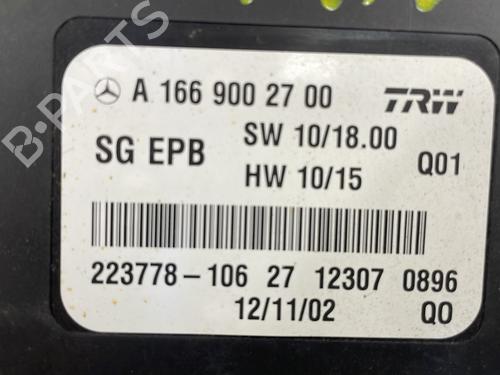 A 166 900 27 00 TRW
SG EPB SW 10/18.00 Q01
HW 10/15
223778-106 27 12307 0896
12/11/02 QO
B-Parts